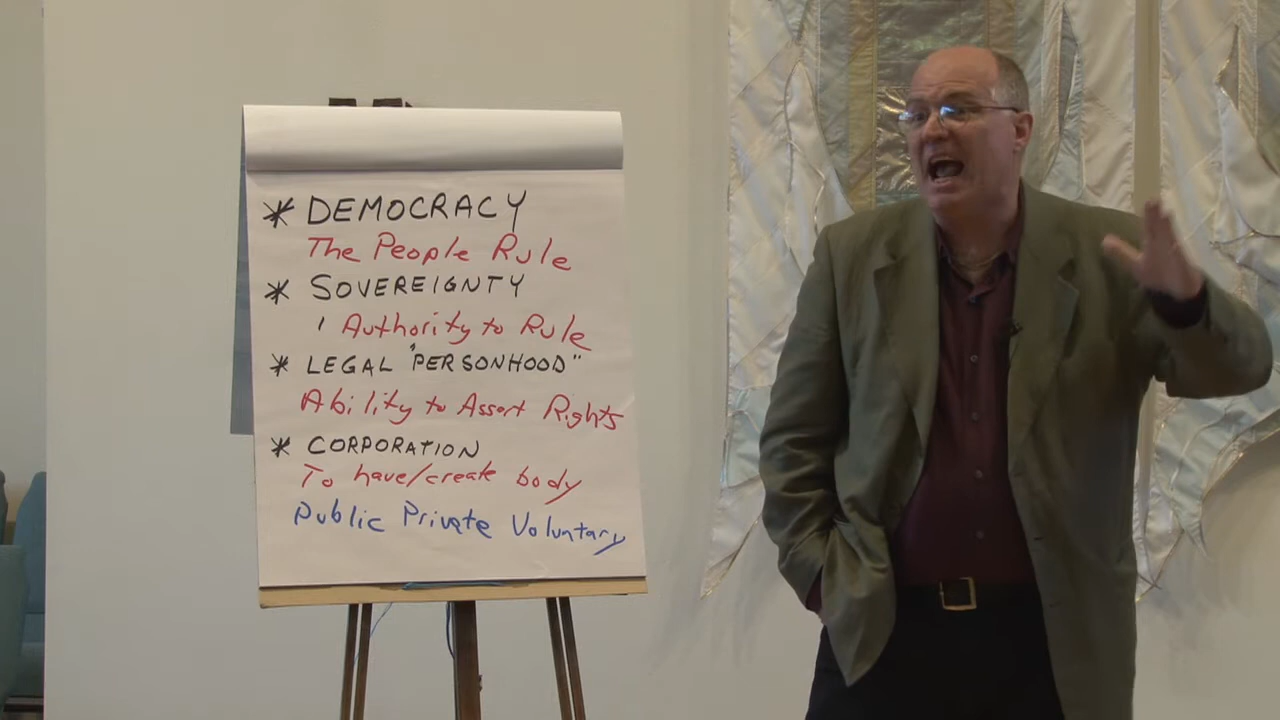 * DEMOCRACY
The People Rule
* SOVEREIGNTY
Authority to Rule
* LEGAL "PERSONHOOD"
Ability to Assert Rights
* CORPORATION
To have/create body
Public Private Voluntary